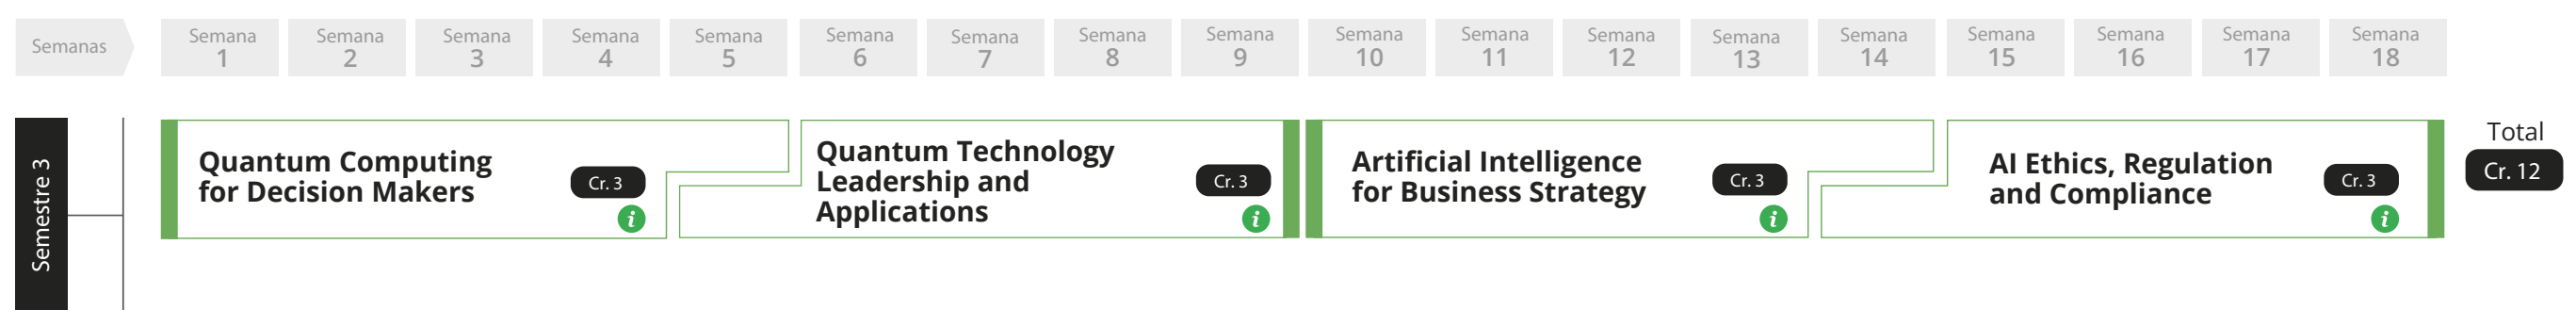 Semanas
Semana
1
Semana
2
Semana
3
Semana
4
Semana
5
Semana
6
Semana
7
Semana
8
Semana
9
Semana
10
Semana
11
Semana
12
Semana
13
Semana
14
Semana
15
Semana
16
Semana
17
Semana
18
Semestre 3
Quantum Computing
for Decision Makers
Cr. 3
i
Quantum Technology
Leadership and
Applications
Cr. 3
i
Artificial Intelligence
for Business Strategy
Cr. 3
i
AI Ethics, Regulation
and Compliance
Cr. 3
i
Total
Cr. 12